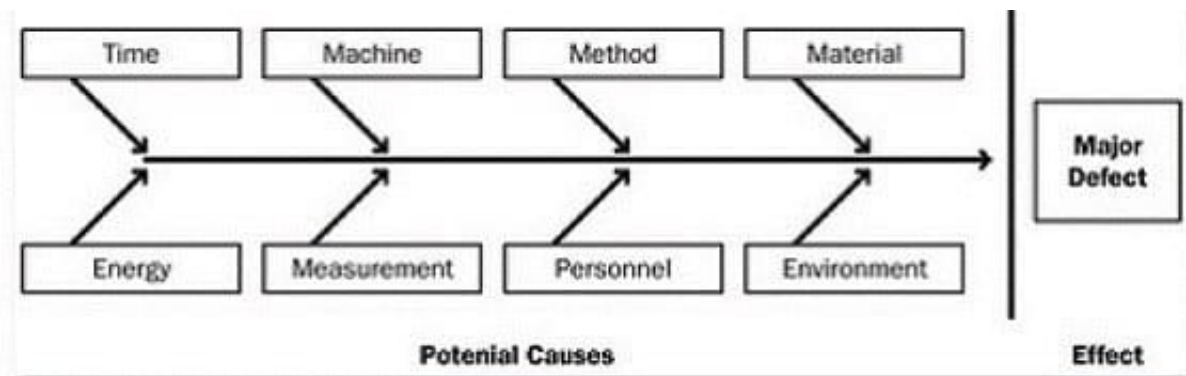 Time
Machine
Method
Material
Major
Defect
Energy
Measurement
Personnel
Environment
Potenial Causes
Effect